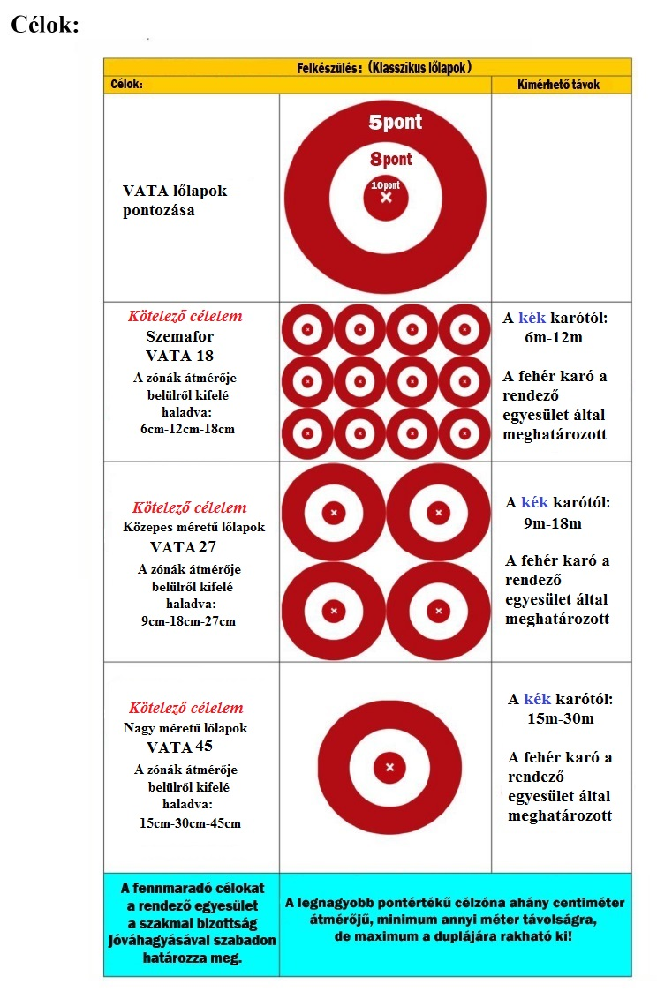 Célok:
Felkészülés: (Klasszikus lőlapok)
Célok:
Kimérhető távok
VATA lőlapok
pontozása
5pont
8pont
10pont
Kötelező célelem
Szemafor
VATA 18
A zónák átmérője
belülről kifelé
haladva:
6cm-12cm-18cm
A kék karótól:
6m-12m
A fehér karó a
rendező
egyesület által
meghatározott
Kötelező célelem
Közepes méretű lőlapok
VATA 27
A zónák átmérője
belülről kifelé
haladva:
9cm-18cm-27cm
A kék karótól:
9m-18m
A fehér karó a
rendező
egyesület által
meghatározott
Kötelező célelem
Nagy méretű lőlapok
VATA 45
A zónák átmérője
belülről kifelé
haladva:
15cm-30cm-45cm
A kék karótól:
15m-30m
A fehér karó a
rendező
egyesület által
meghatározott
A fennmaradó célokat
a rendező egyesület
a szakmai bizottság
jóváhagyásával szabadon
határozza meg.
A legnagyobb pontértékű célzóna ahány centiméter
átmérőjű, minimum annyi méter távolságra,
de maximum a duplájára rakható ki!